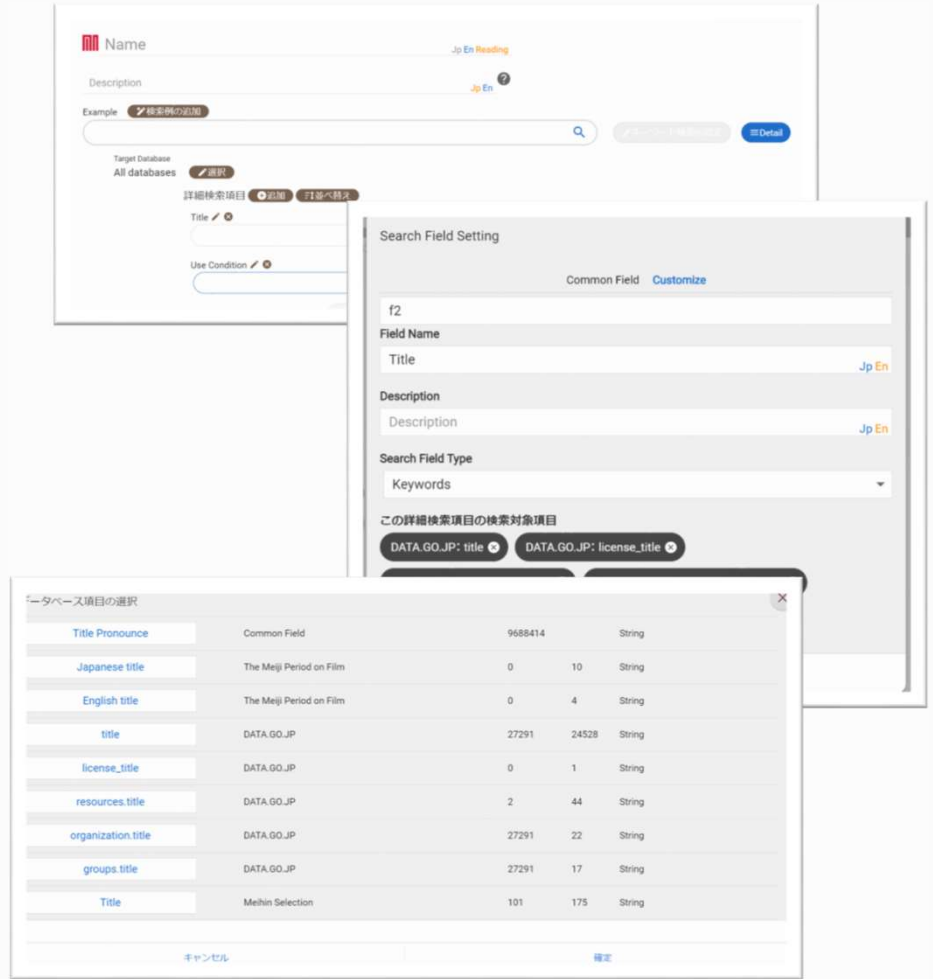 Name
Jp En Reading
Description
Jp En
Example 検索例の追加
Detail
Target Database
All databases 選択
詳細検索項目 追加 並べ替え
Title
Use Condition
Search Field Setting
Common Field Customize
f2
Field Name
Title
Jp En
Description
Description
Jp En
Search Field Type
Keywords
この詳細検索項目の検索対象項目
DATA.GO.JP: title DATA.GO.JP: license_title
ータベース項目の選択
Title Pronounce Common Field 9688414 String
Japanese title The Meiji Period on Film 0 10 String
English title The Meiji Period on Film 0 4 String
title DATA.GO.JP 27291 24528 String
license_title DATA.GO.JP 0 1 String
resources.title DATA.GO.JP 2 44 String
organization.title DATA.GO.JP 27291 22 String
groups.title DATA.GO.JP 27291 17 String
Title Meihin Selection 101 175 String
キャンセル 確定